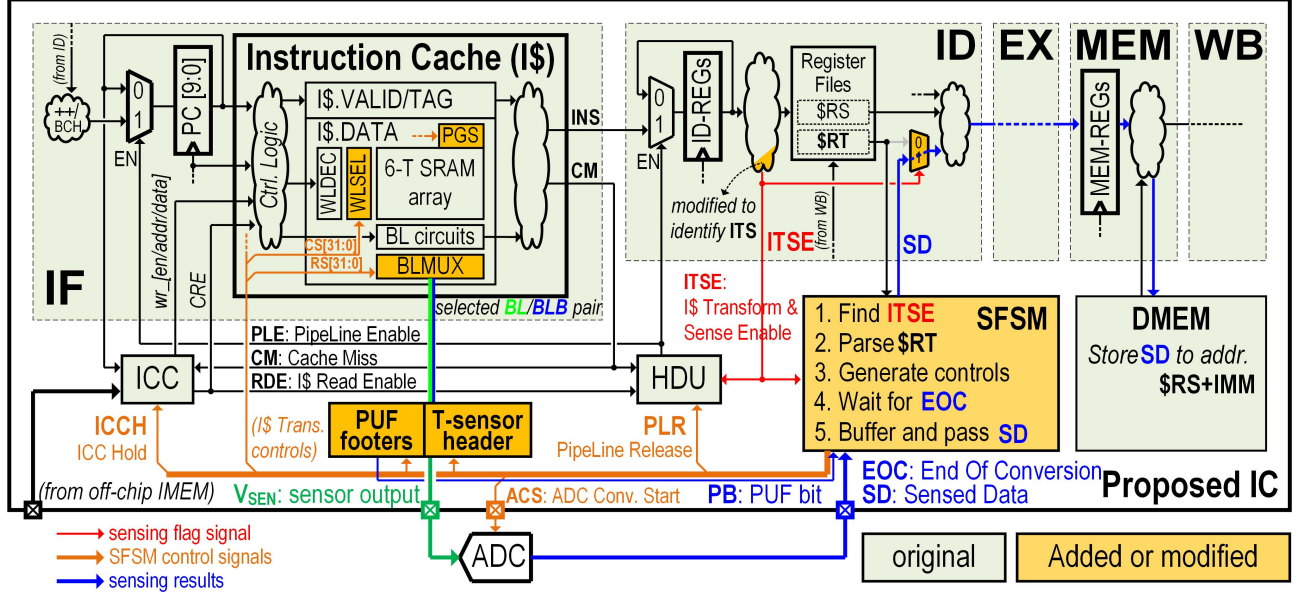 (from ID)
++/
BCH
0
1
EN
PC [9:0]
Instruction Cache (I$)
Ctrl. Logic
I$.VALID/TAG
I$.DATA
PGS
WLDEC
WLSEL
6-T SRAM
array
BL circuits
CS[31:0]
RS[31:0]
BLMUX
INS
CM
IF
wr_[en/addr/data]
CRE
selected BL/BLB pair
0
1
EN
ID-REGs
Register
Files
$RS
$RT
0
ID
EX
MEM
WB
MEM-REGs
modified to
identify ITS
ITSE
(from WB)
SD
ITSE:
I$ Transform &
Sense Enable
PLE: PipeLine Enable
CM: Cache Miss
RDE: I$ Read Enable
ICC
HDU
1. Find ITSE
SFSM
2. Parse $RT
3. Generate controls
4. Wait for EOC
5. Buffer and pass SD
DMEM
Store SD to addr.
$RS+IMM
ICCH
ICC Hold
(I$ Trans.
controls)
PUF
footers
T-sensor
header
PLR
PipeLine Release
(from off-chip IMEM)
VSEN: sensor output
ACS: ADC Conv. Start
PB: PUF bit
EOC: End Of Conversion
SD: Sensed Data
Proposed IC
sensing flag signal
SFSM control signals
sensing results
ADC
original
Added or modified